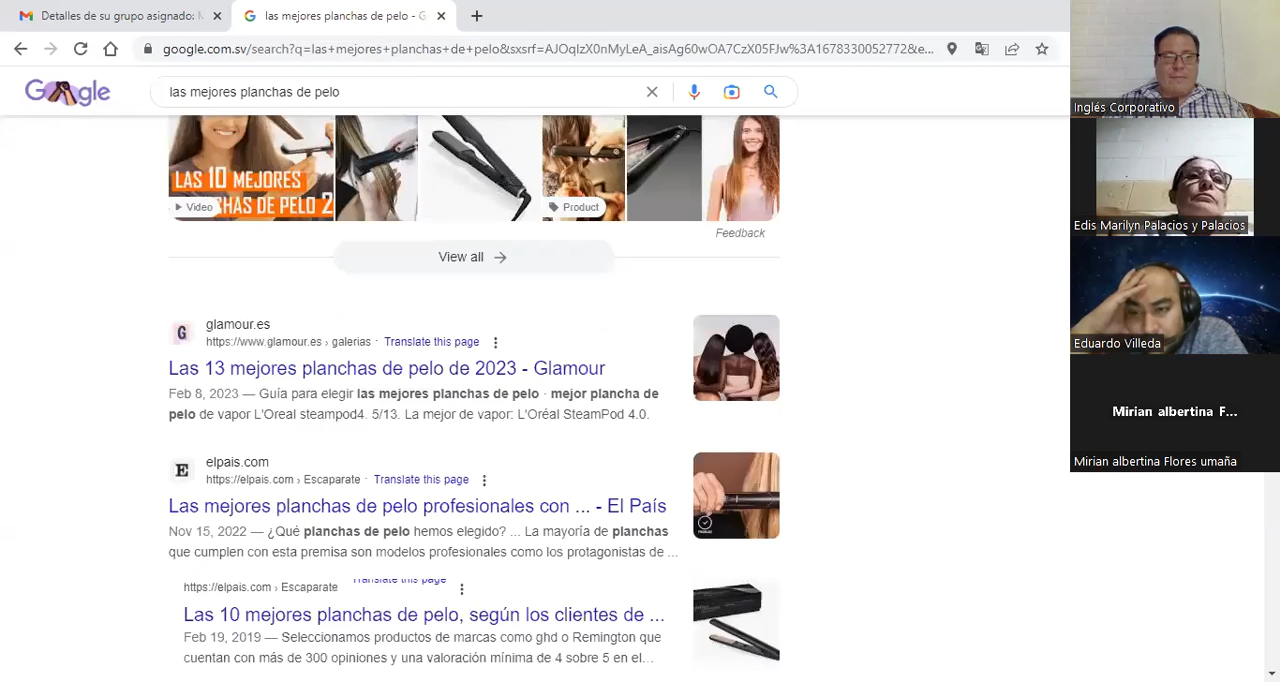 Detalles de su grupo asignado:
las mejores planchas de pelo - G
google.com.sv/search?q=las+mejores+planchas+de+pelo&sxsrf=AJOqlzX0nMyLeA_aisAg60wOA7CzX05FJw%3A1678330052772&e...
Google
las mejores planchas de pelo
LAS 10 MEJORES
PLANCHAS DE PELO 2
Video
Product
Feedback
View all
glamour.es
https://www.glamour.es › galerias · Translate this page
Las 13 mejores planchas de pelo de 2023 - Glamour
Feb 8, 2023 — Guía para elegir las mejores planchas de pelo · mejor plancha de
pelo de vapor L'Oreal steampod4. 5/13. La mejor de vapor: L'Oréal SteamPod 4.0.
elpais.com
https://elpais.com › Escaparate · Translate this page
Las mejores planchas de pelo profesionales con ... - El País
Nov 15, 2022 — ¿Qué planchas de pelo hemos elegido? ... La mayoría de planchas
que cumplen con esta premisa son modelos profesionales como los protagonistas de ...
https://elpais.com › Escaparate Translate this page
Las 10 mejores planchas de pelo, según los clientes de ...
Feb 19, 2019 — Seleccionamos productos de marcas como ghd o Remington que
cuentan con más de 300 opiniones y una valoración mínima de 4 sobre 5 en el...
Inglés Corporativo
Edis Marilyn Palacios y Palacios
Eduardo Villeda
Mirian albertina F...
Mirian albertina Flores umaña